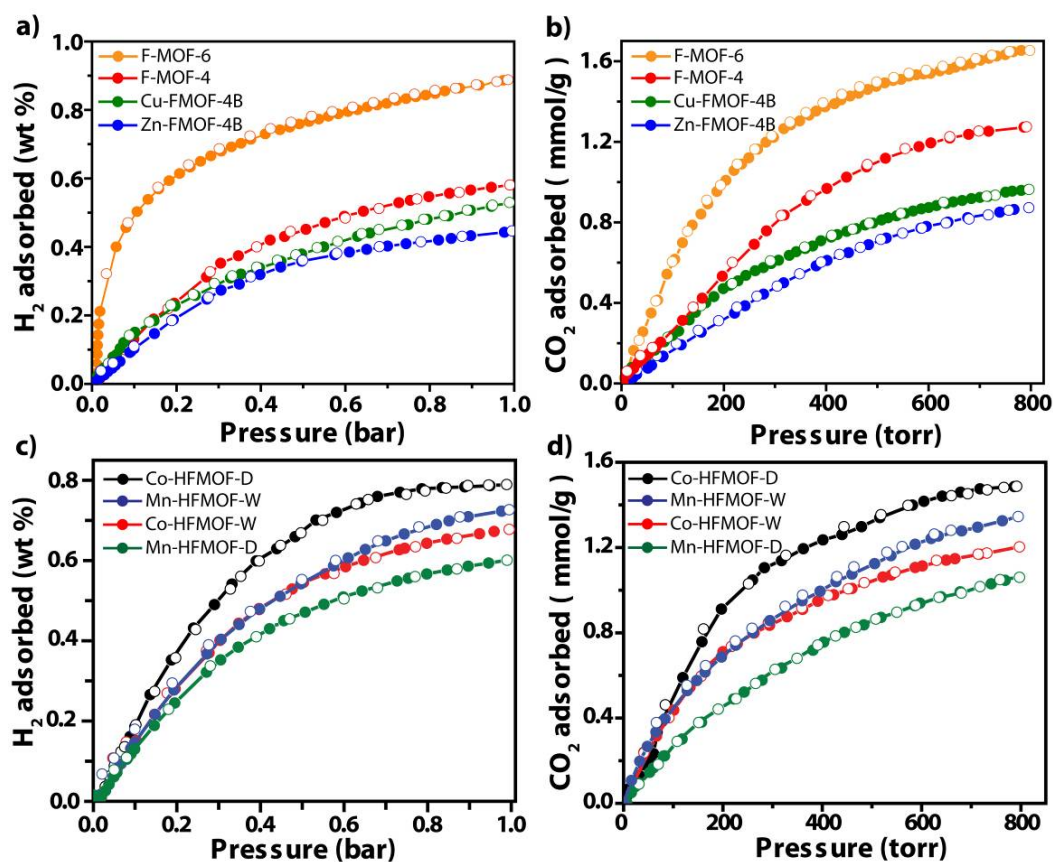 a)
H2 adsorbed (wt %)
1.0
0.8
0.6
0.4
0.2
0.0
F-MOF-6
F-MOF-4
Cu-FMOF-4B
Zn-FMOF-4B
0.0 0.2 0.4 0.6 0.8 1.0
Pressure (bar)
b)
CO2 adsorbed ( mmol/g)
1.6
1.2
0.8
0.4
0.0
F-MOF-6
F-MOF-4
Cu-FMOF-4B
Zn-FMOF-4B
0 200 400 600 800
Pressure (torr)
c)
H2 adsorbed (wt %)
0.8
0.6
0.4
0.2
0.0
Co-HFMOF-D
Mn-HFMOF-W
Co-HFMOF-W
Mn-HFMOF-D
0.0 0.2 0.4 0.6 0.8 1.0
Pressure (bar)
d)
CO2 adsorbed ( mmol/g)
1.6
1.2
0.8
0.4
0.0
Co-HFMOF-D
Mn-HFMOF-W
Co-HFMOF-W
Mn-HFMOF-D
0 200 400 600 800
Pressure (torr)